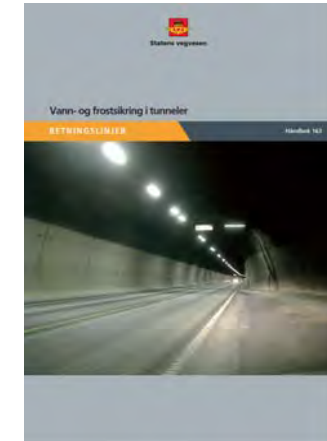 Statens vegvesen
Vann- og frostsikring i tunneler
RETNINGSLINJER
Håndbok 163